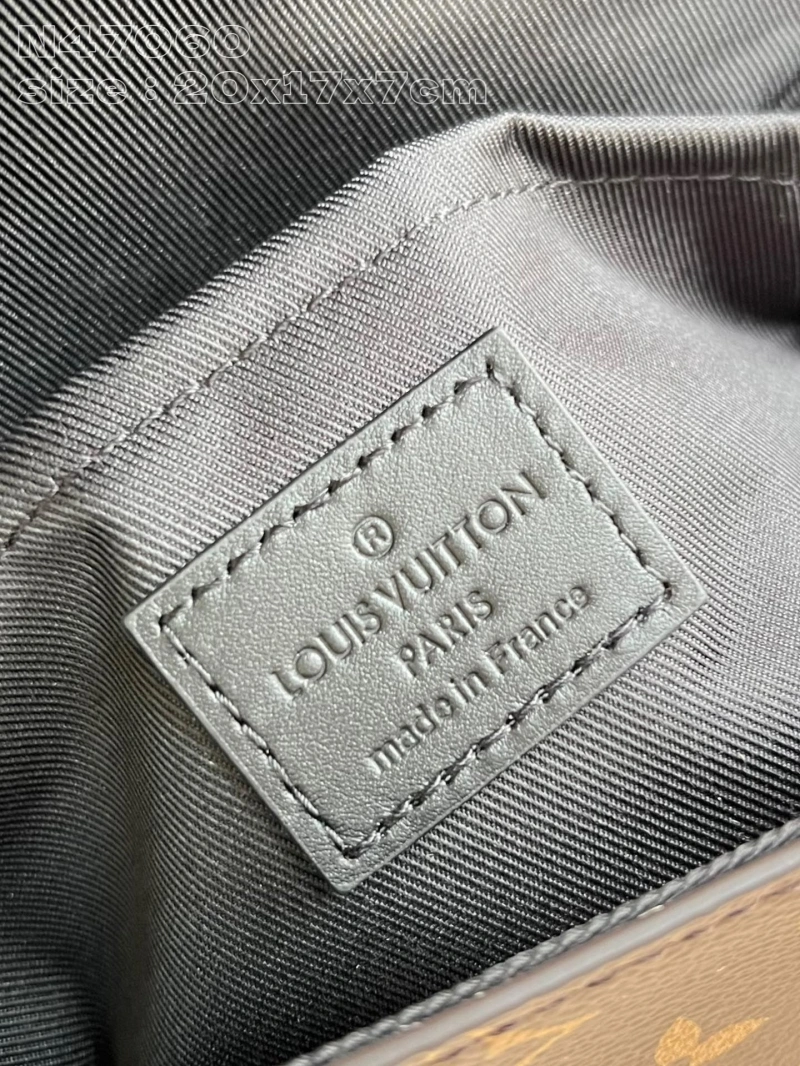 N47060
size : 20x17x7cm
®
LOUIS VUITTON
PARIS
made in France